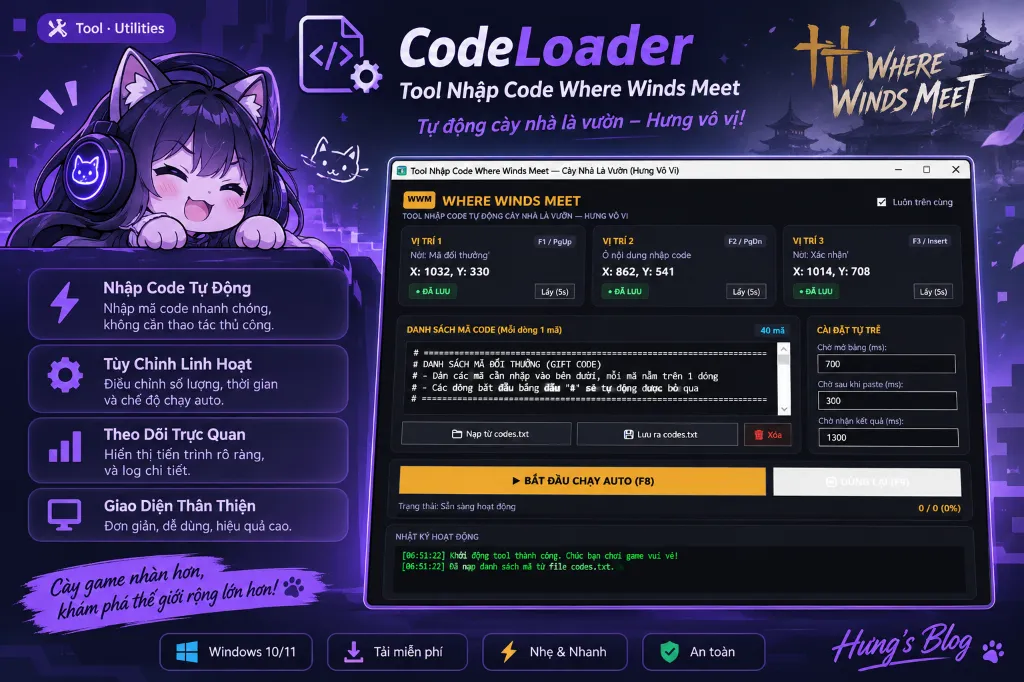 Tool · Utilities
</>
CodeLoader
Tool Nhập Code Where Winds Meet
Tự động cày nhà là vườn – Hưng vô vị!
WHERE
WINDS MEET
Nhập Code Tự Động
Nhập mã code nhanh chóng,
không cần thao tác thủ công.
Tùy Chỉnh Linh Hoạt
Điều chỉnh số lượng, thời gian
và chế độ chạy auto.
Theo Dõi Trực Quan
Hiển thị tiến trình rõ ràng,
và log chi tiết.
Giao Diện Thân Thiện
Đơn giản, dễ dùng, hiệu quả cao.
Cày game nhàn hơn,
khám phá thế giới rộng lớn hơn!
Tool Nhập Code Where Winds Meet — Cây Nhà Lá Vườn (Hưng Vô Vị)
WWM WHERE WINDS MEET
Luôn trên cùng
TOOL NHẬP CODE TỰ ĐỘNG CÂY NHÀ LÁ VƯỜN – HƯNG VÔ VỊ
VỊ TRÍ 1 F1 / PgUp
Nơi: Mã đổi thưởng'
X: 1032, Y: 330
• ĐÃ LƯU Lấy (5s)
VỊ TRÍ 2 F2 / PgDn
Ô nội dung nhập code
X: 862, Y: 541
• ĐÃ LƯU Lấy (5s)
VỊ TRÍ 3 F3 / Insert
Nơi: Xác nhận'
X: 1014, Y: 708
• ĐÃ LƯU Lấy (5s)
DANH SÁCH MÃ CODE (Mỗi dòng 1 mã) 40 mã
# DANH SÁCH MÃ ĐỔI THƯỞNG (GIFT CODE)
# - Dán các mã cần nhập vào bên dưới, mỗi mã nằm trên 1 dòng
# - Các dòng bắt đầu bằng dấu "#" sẽ tự động được bỏ qua
Nạp từ codes.txt
Lưu ra codes.txt
Xóa
CÀI ĐẶT TỰ TRỄ
Chờ mở bảng (ms):
700
Chờ sau khi paste (ms):
300
Chờ nhận kết quả (ms):
1300
▶ BẮT ĐẦU CHẠY AUTO (F8)
Trạng thái: Sẵn sàng hoạt động
0 / 0 (0%)
NHẬT KÝ HOẠT ĐỘNG
[06:51:22] Khởi động tool thành công. Chúc bạn chơi game vui vẻ!
[06:51:22] Đã nạp danh sách mã từ file codes.txt.
Windows 10/11
Tải miễn phí
Nhẹ & Nhanh
An toàn
Hưng's Blog